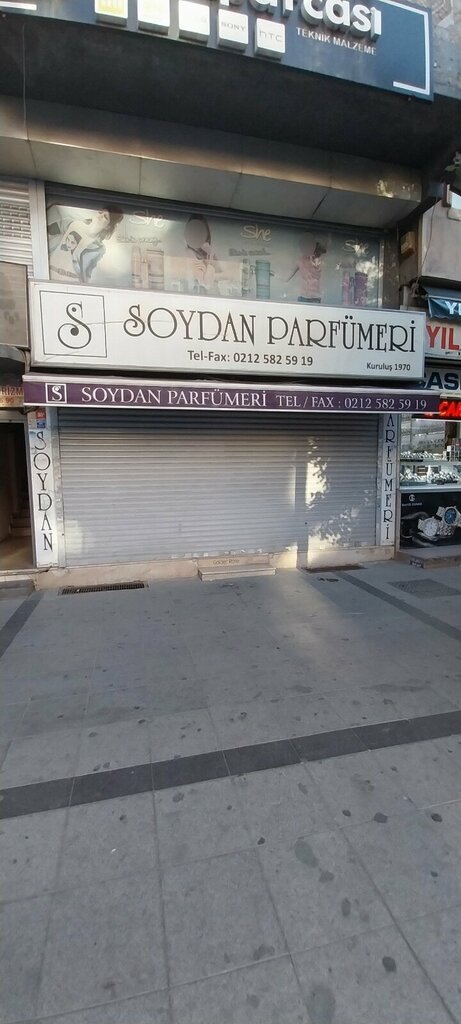 TEKNİK MALZEME
SONY
hTC
She
She
She
S
SOYDAN PARFÜMERİ
Tel-Fax: 0212 582 59 19
Kuruluş 1970
S SOYDAN PARFÜMERİ TEL / FAX : 0212 582 59 19
SOYDAN
PARFÜMERİ
YIL